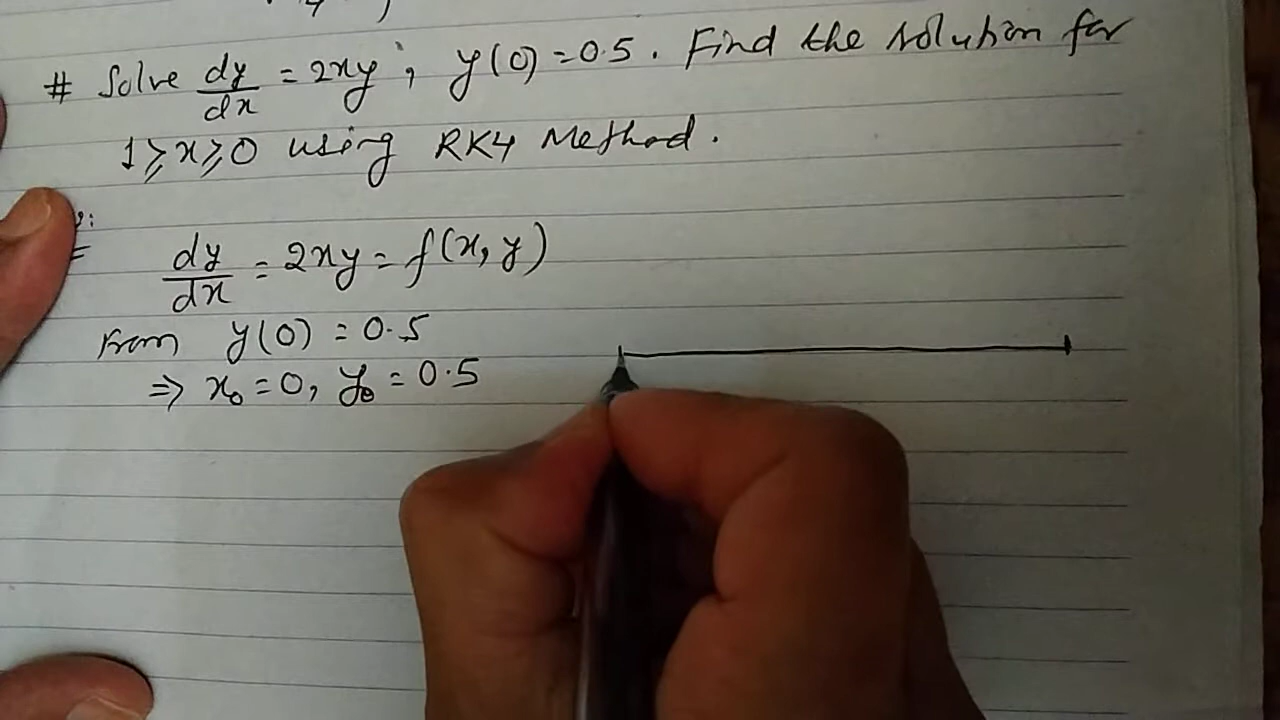 # Solve dy/dx = 2xy, y(0) = 0.5. Find the solution for
1 ≥ x ≥ 0 using RK4 Method.
dy/dx = 2xy = f(x, y)
From y(0) = 0.5
⇒ x₀ = 0, y₀ = 0.5